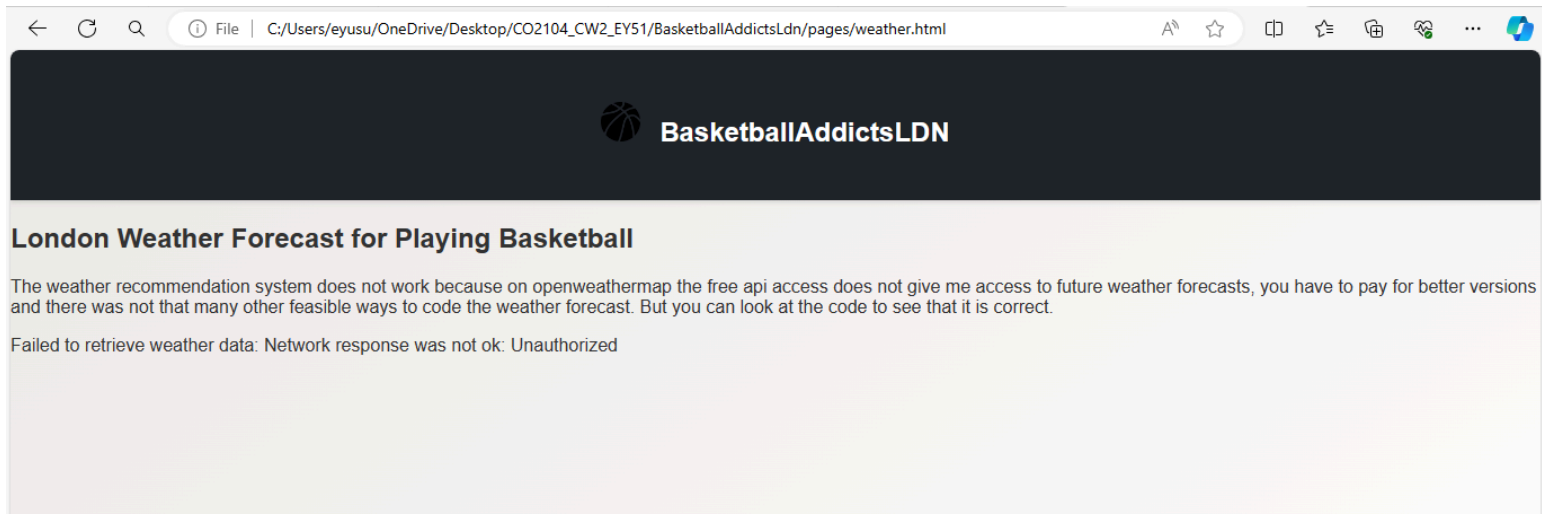 File
C:/Users/eyusu/OneDrive/Desktop/CO2104_CW2_EY51/BasketballAddictsLdn/pages/weather.html
BasketballAddictsLDN
London Weather Forecast for Playing Basketball
The weather recommendation system does not work because on openweathermap the free api access does not give me access to future weather forecasts, you have to pay for better versions
and there was not that many other feasible ways to code the weather forecast. But you can look at the code to see that it is correct.
Failed to retrieve weather data: Network response was not ok: Unauthorized